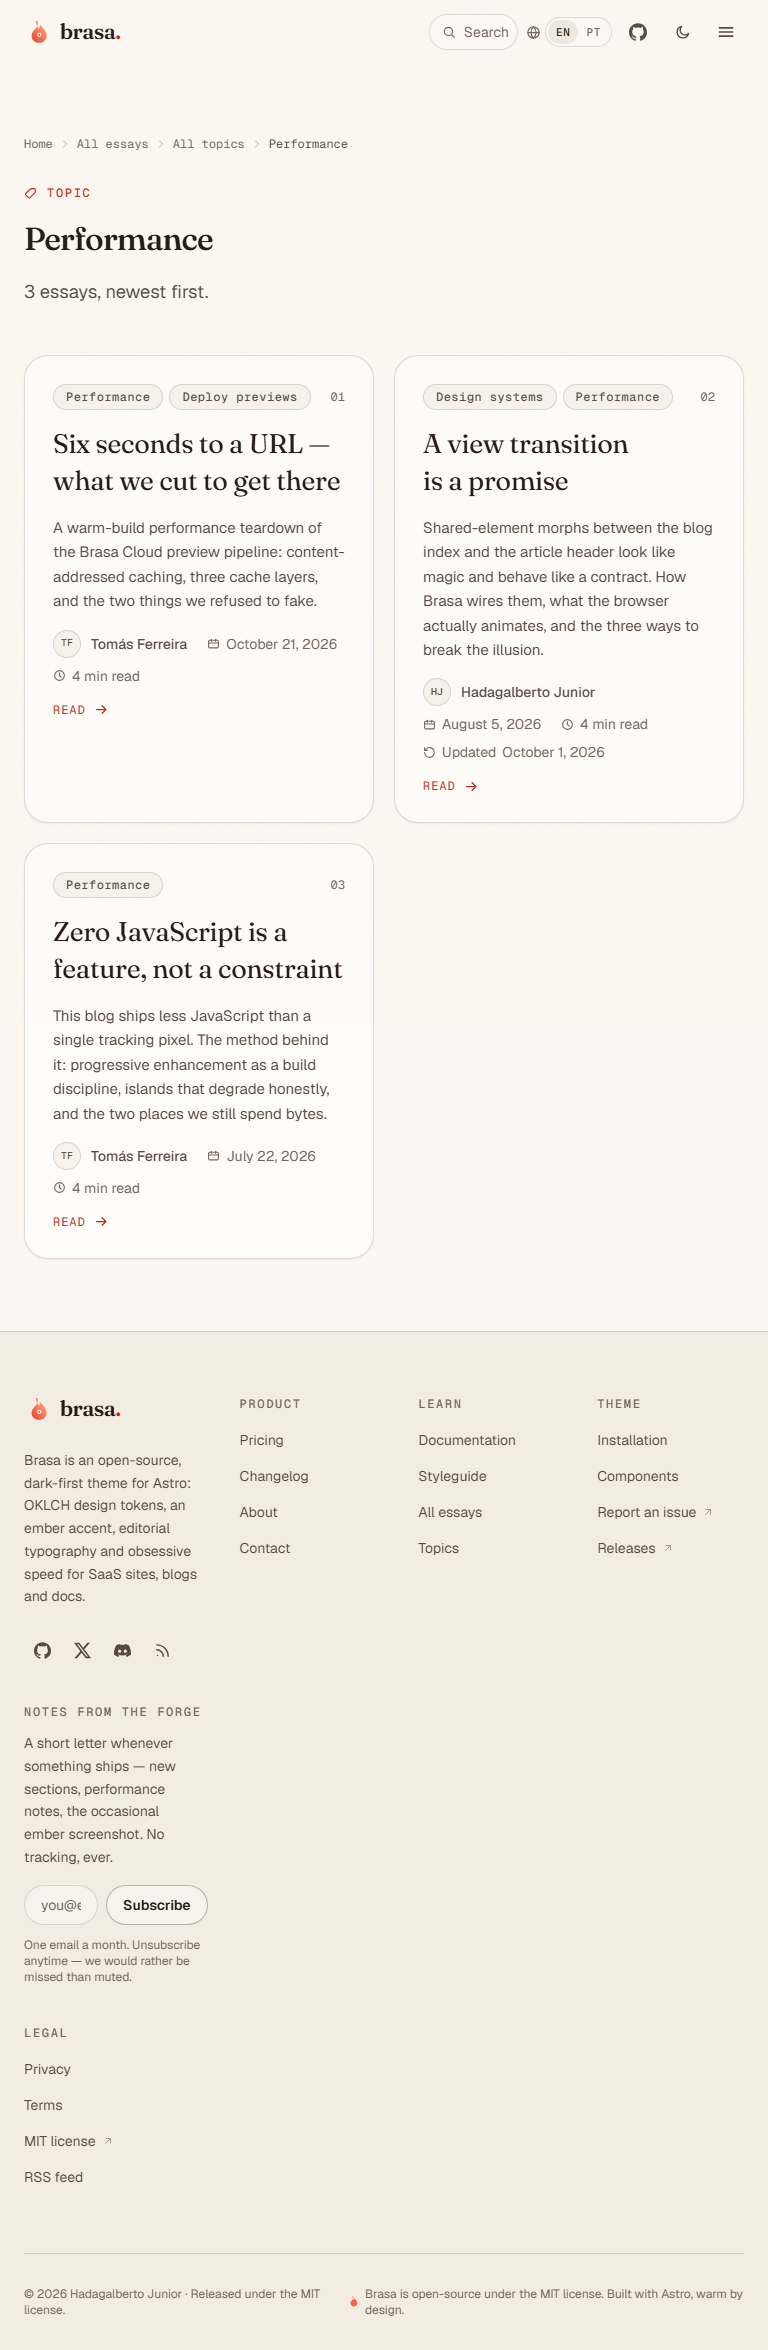 brasa.
Search
EN PT
Home > All essays > All topics > Performance
TOPIC
Performance
3 essays, newest first.
Performance Deploy previews 01
Six seconds to a URL —
what we cut to get there
A warm-build performance teardown of
the Brasa Cloud preview pipeline: content-
addressed caching, three cache layers,
and the two things we refused to fake.
TF Tomás Ferreira October 21, 2026
4 min read
READ →
Design systems Performance 02
A view transition
is a promise
Shared-element morphs between the blog
index and the article header look like
magic and behave like a contract. How
Brasa wires them, what the browser
actually animates, and the three ways to
break the illusion.
HJ Hadagalberto Junior
August 5, 2026 4 min read
Updated October 1, 2026
READ →
Performance 03
Zero JavaScript is a
feature, not a constraint
This blog ships less JavaScript than a
single tracking pixel. The method behind
it: progressive enhancement as a build
discipline, islands that degrade honestly,
and the two places we still spend bytes.
TF Tomás Ferreira July 22, 2026
4 min read
READ →
brasa.
Brasa is an open-source,
dark-first theme for Astro:
OKLCH design tokens, an
ember accent, editorial
typography and obsessive
speed for SaaS sites, blogs
and docs.
PRODUCT
Pricing
Changelog
About
Contact
LEARN
Documentation
Styleguide
All essays
Topics
THEME
Installation
Components
Report an issue ↗
Releases ↗
NOTES FROM THE FORGE
A short letter whenever
something ships — new
sections, performance
notes, the occasional
ember screenshot. No
tracking, ever.
you@e Subscribe
One email a month. Unsubscribe
anytime — we would rather be
missed than muted.
LEGAL
Privacy
Terms
MIT license ↗
RSS feed
© 2026 Hadagalberto Junior · Released under the MIT
license.
Brasa is open-source under the MIT license. Built with Astro, warm by
design.